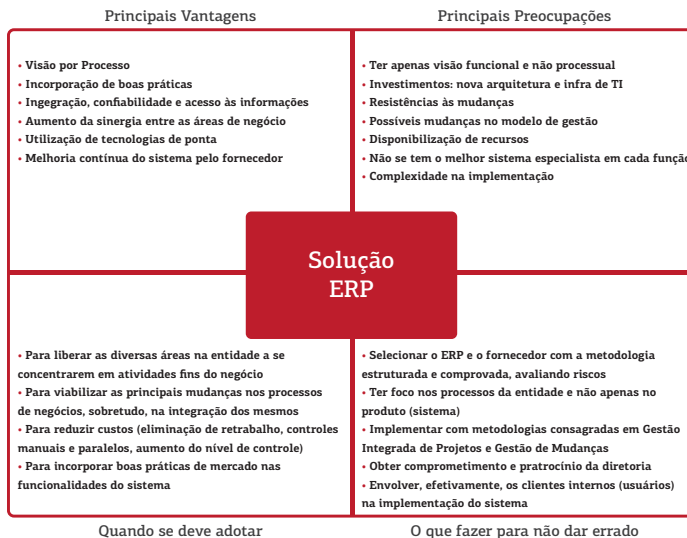 Principais Vantagens
• Visão por Processo
• Incorporação de boas práticas
• Ingegração, confiabilidade e acesso às informações
• Aumento da sinergia entre as áreas de negócio
• Utilização de tecnologias de ponta
• Melhoria contínua do sistema pelo fornecedor
Principais Preocupações
• Ter apenas visão funcional e não processual
• Investimentos: nova arquitetura e infra de TI
• Resistências às mudanças
• Possíveis mudanças no modelo de gestão
• Disponibilização de recursos
• Não se tem o melhor sistema especialista em cada função
• Complexidade na implementação
Solução
ERP
• Para liberar as diversas áreas na entidade a se
concentrarem em atividades fins do negócio
• Para viabilizar as principais mudanças nos processos
de negócios, sobretudo, na integração dos mesmos
• Para reduzir custos (eliminação de retrabalho, controles
manuais e paralelos, aumento do nível de controle)
• Para incorporar boas práticas de mercado nas
funcionalidades do sistema
Quando se deve adotar
• Selecionar o ERP e o fornecedor com a metodologia
estruturada e comprovada, avaliando riscos
• Ter foco nos processos da entidade e não apenas no
produto (sistema)
• Implementar com metodologias consagradas em Gestão
Integrada de Projetos e Gestão de Mudanças
• Obter comprometimento e pratrocínio da diretoria
• Envolver, efetivamente, os clientes internos (usuários)
na implementação do sistema
O que fazer para não dar errado